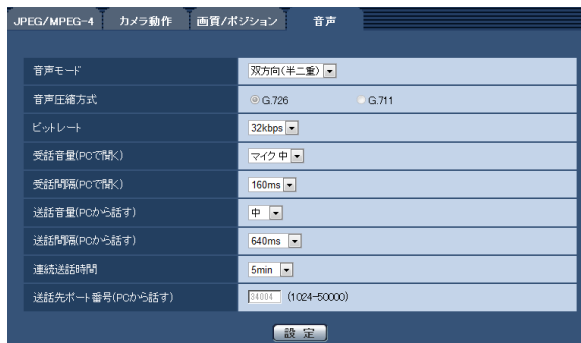 JPEG/MPEG-4 カメラ動作 画質/ポジション 音声
音声モード 双方向(半二重)
音声圧縮方式 G.726 G.711
ビットレート 32kbps
受話音量(PCで聞く) マイク 中
受話間隔(PCで聞く) 160ms
送話音量(PCから話す) 中
送話間隔(PCから話す) 640ms
連続送話時間 5min
送話先ポート番号(PCから話す) 34004 (1024-50000)
設定